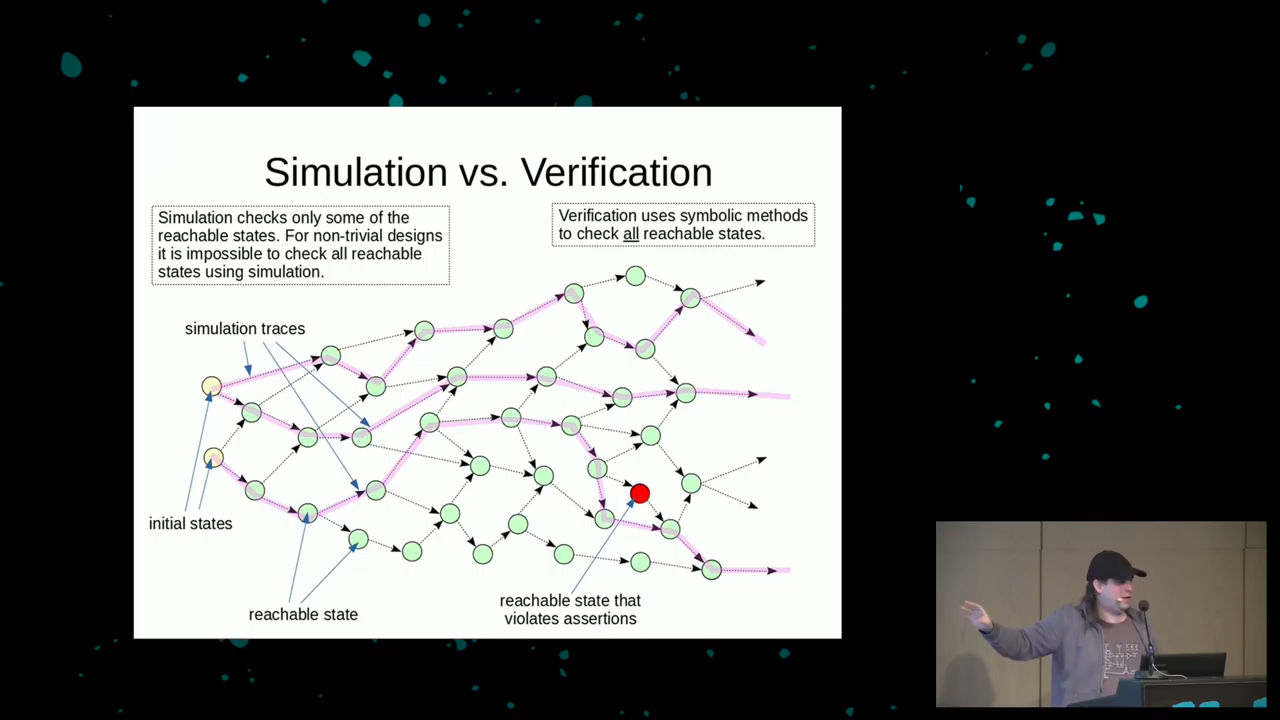 Simulation vs. Verification
Simulation checks only some of the
reachable states. For non-trivial designs
it is impossible to check all reachable
states using simulation.
Verification uses symbolic methods
to check all reachable states.
simulation traces
initial states
reachable state
reachable state that
violates assertions